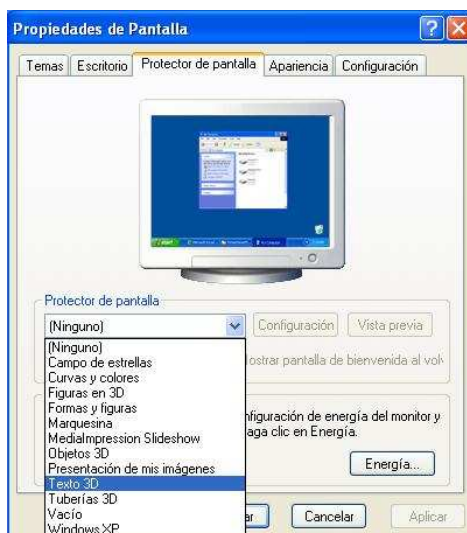 Propiedades de Pantalla
Temas Escritorio Protector de pantalla Apariencia Configuración
Protector de pantalla
(Ninguno) Configuración Vista previa
(Ninguno)
Campo de estrellas
Curvas y colores
Figuras en 3D
Formas y figuras
Marquesina
MediaImpression Slideshow
Objetos 3D
Presentación de mis imágenes
Texto 3D
Tuberías 3D
Vacío
Windows XP
ostrar pantalla de bienvenida al volv
nfiguración de energía del monitor y
aga clic en Energía.
Energía...
ar Cancelar Aplicar